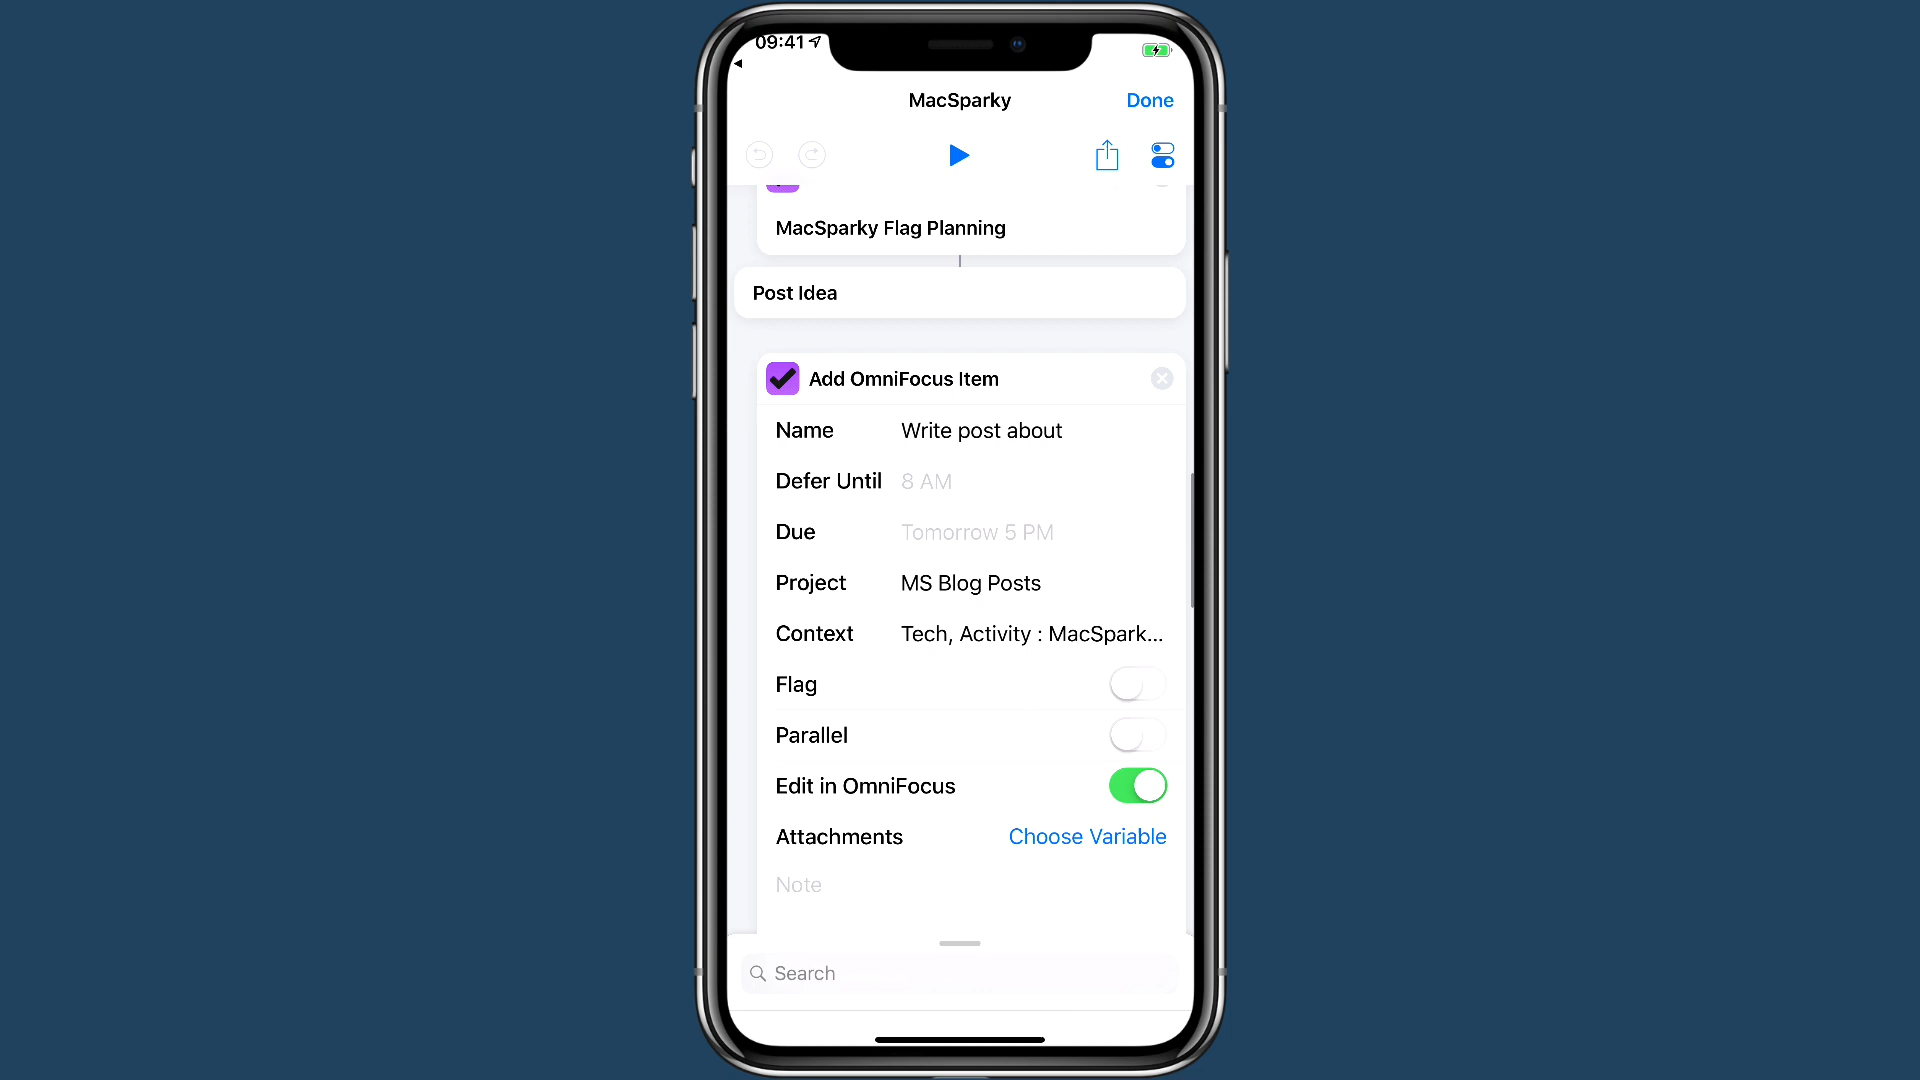 09:41
MacSparky
Done
MacSparky Flag Planning
Post Idea
Add OmniFocus Item
Name Write post about
Defer Until 8 AM
Due Tomorrow 5 PM
Project MS Blog Posts
Context Tech, Activity : MacSpark...
Flag
Parallel
Edit in OmniFocus
Attachments Choose Variable
Note
Search